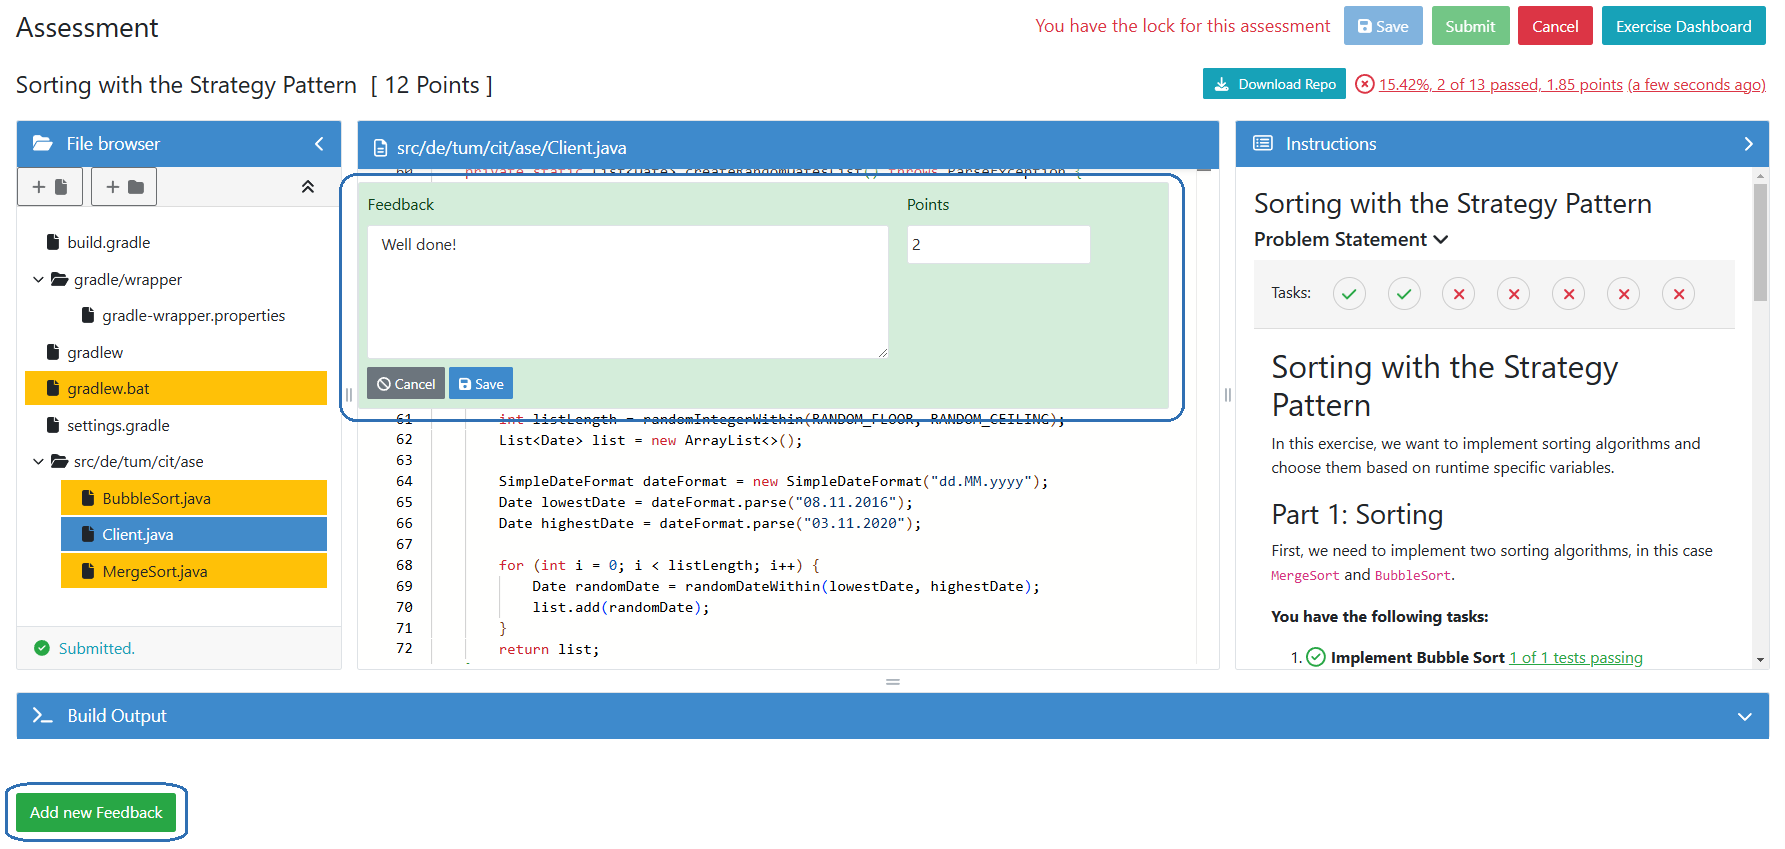 Assessment
You have the lock for this assessment
Save
Submit
Cancel
Exercise Dashboard
Sorting with the Strategy Pattern [ 12 Points ]
Download Repo
15.42%, 2 of 13 passed, 1.85 points (a few seconds ago)
File browser
build.gradle
gradle/wrapper
gradle-wrapper.properties
gradlew
gradlew.bat
settings.gradle
src/de/tum/cit/ase
BubbleSort.java
Client.java
MergeSort.java
Submitted.
src/de/tum/cit/ase/Client.java
60 private static List<Date> createRandomDatesList() throws ParseException {
Feedback
Points
Well done!
2
Cancel
Save
61 int listLength = randomIntegerWithin(RANDOM_FLOOR, RANDOM_CEILING);
62 List<Date> list = new ArrayList<>();
63
64 SimpleDateFormat dateFormat = new SimpleDateFormat("dd.MM.yyyy");
65 Date lowestDate = dateFormat.parse("08.11.2016");
66 Date highestDate = dateFormat.parse("03.11.2020");
67
68 for (int i = 0; i < listLength; i++) {
69 Date randomDate = randomDateWithin(lowestDate, highestDate);
70 list.add(randomDate);
71 }
72 return list;
Instructions
Sorting with the Strategy Pattern
Problem Statement
Tasks:
Sorting with the Strategy
Pattern
In this exercise, we want to implement sorting algorithms and
choose them based on runtime specific variables.
Part 1: Sorting
First, we need to implement two sorting algorithms, in this case
MergeSort and BubbleSort.
You have the following tasks:
1. Implement Bubble Sort 1 of 1 tests passing
Build Output
Add new Feedback